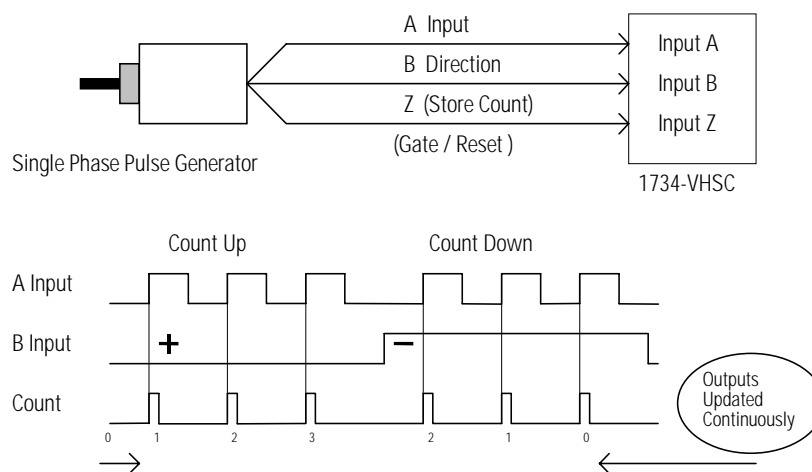 A Input
Input A
B Direction
Input B
Z (Store Count)
Input Z
(Gate / Reset )
Single Phase Pulse Generator
1734-VHSC
Count Up
Count Down
A Input
B Input
+
–
Count
Outputs
Updated
Continuously
0 1 2 3 2 1 0